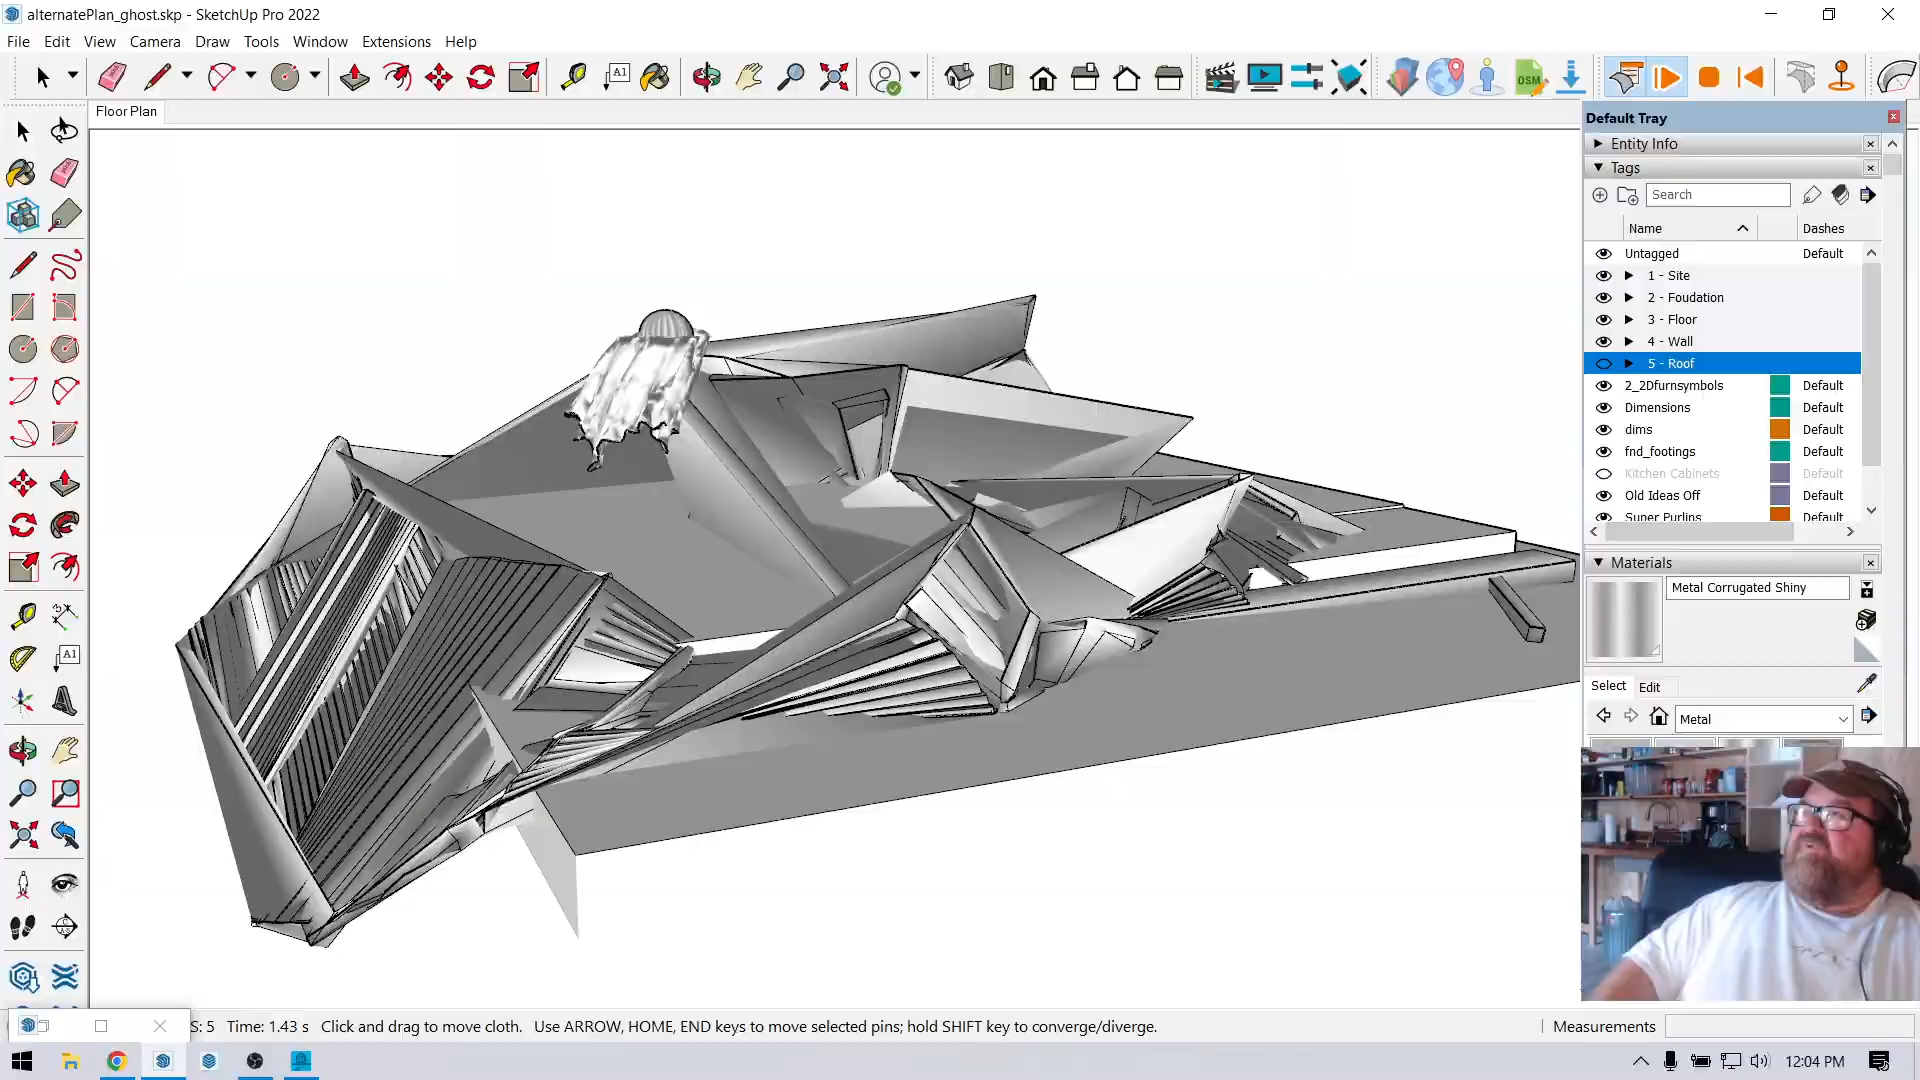 alternatePlan_ghost.skp - SketchUp Pro 2022
File Edit View Camera Draw Tools Window Extensions Help
A1
DSM
Floor Plan
Default Tray
Entity Info
Tags
Search
Name Dashes
Untagged Default
1 - Site
2 - Foudation
3 - Floor
4 - Wall
5 - Roof
2_2Dfurnsymbols Default
Dimensions Default
dims Default
fnd_footings Default
Kitchen Cabinets Default
Old Ideas Off Default
Super Purlins Default
Materials
Metal Corrugated Shiny
A1
Select Edit
Metal
S: 5 Time: 1.43 s Click and drag to move cloth. Use ARROW, HOME, END keys to move selected pins; hold SHIFT key to converge/diverge.
Measurements
12:04 PM